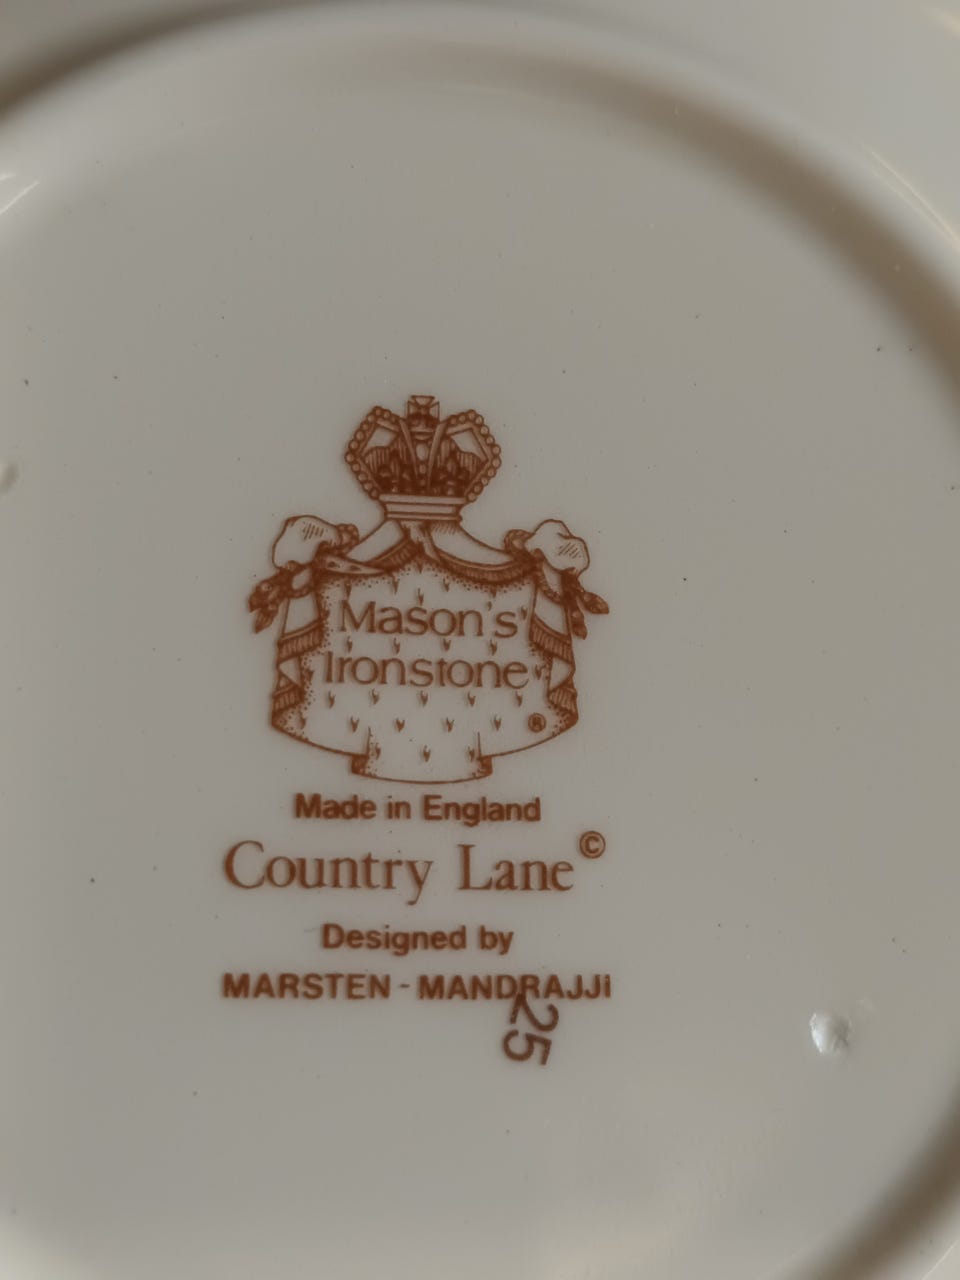 Mason's
Ironstone
®
Made in England
Country Lane©
Designed by
MARSTEN - MANDRAJJi
25